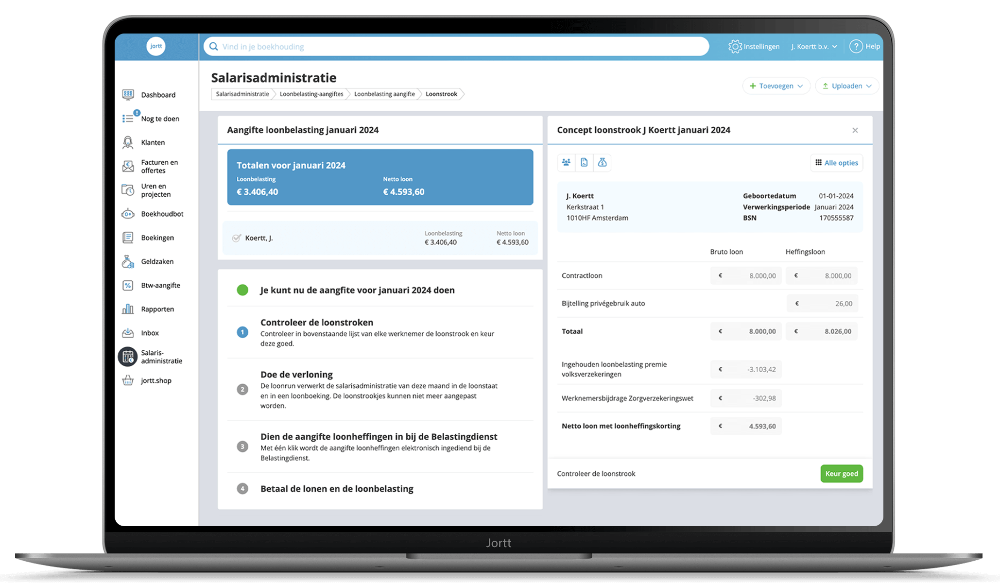 jortt
Vind in je boekhouding
Instellingen
J. Koertt b.v.
? Help
Salarisadministratie
Salarisadministratie
Loonbelasting-aangiftes
Loonbelasting aangifte
Loonstrook
+ Toevoegen
Uploaden
Dashboard
!
Nog te doen
Klanten
Facturen en
offertes
Uren en
projecten
Boekhoudbot
Boekingen
Geldzaken
Btw-aangifte
Rapporten
Inbox
Salaris-
administratie
jortt.shop
Aangifte loonbelasting januari 2024
Totalen voor januari 2024
Loonbelasting Netto loon
€ 3.406,40 € 4.593,60
Koertt, J.
Loonbelasting Netto loon
€ 3.406,40 € 4.593,60
Je kunt nu de aangfite voor januari 2024 doen
1
Controleer de loonstroken
Controleer in bovenstaande lijst van elke werknemer de loonstrook en keur
deze goed.
2
Doe de verloning
De loonrun verwerkt de salarisadministratie van deze maand in de loonstaat
en in een loonboeking. De loonstrookjes kunnen niet meer aangepast
worden.
3
Dien de aangifte loonheffingen in bij de Belastingdienst
Met één klik wordt de aangifte loonheffingen elektronisch ingediend bij de
Belastingdienst.
4
Betaal de lonen en de loonbelasting
Concept loonstrook J Koertt januari 2024
Alle opties
J. Koertt
Kerkstraat 1
1010HF Amsterdam
Geboortedatum 01-01-2024
Verwerkingsperiode Januari 2024
BSN 170555587
Bruto loon Heffingsloon
Contractloon € 8.000,00 € 8.000,00
Bijtelling privégebruik auto € 26,00
Totaal € 8.000,00 € 8.026,00
Ingehouden loonbelasting premie
volksverzekeringen
€ -3.103,42
Werknemersbijdrage Zorgverzekeringswet € -302,98
Netto loon met loonheffingskorting € 4.593,60
Controleer de loonstrook
Keur goed
Jortt